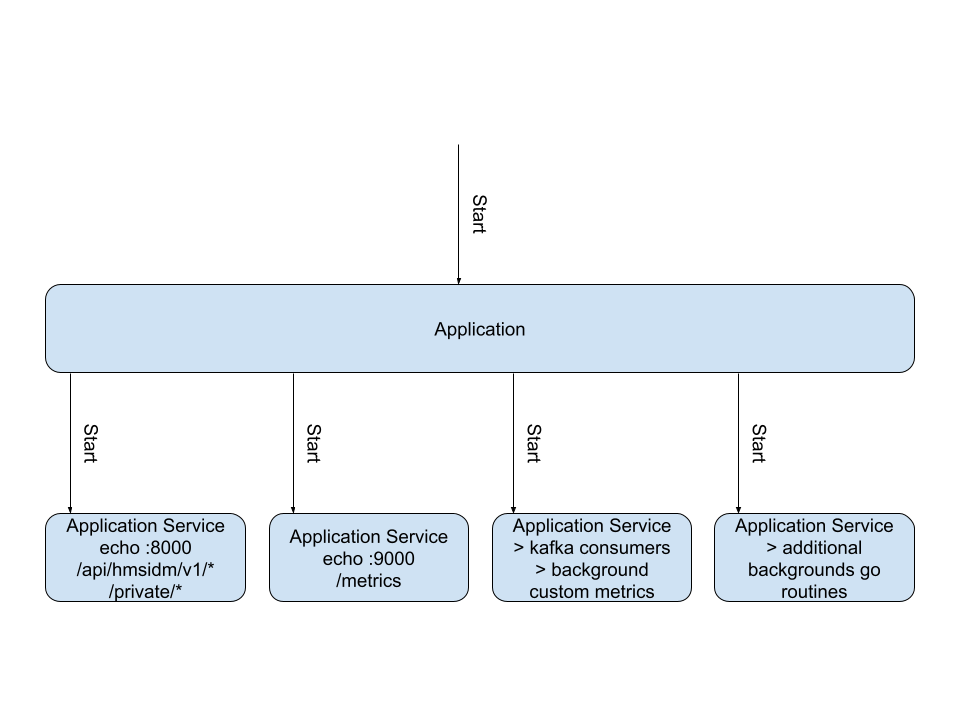 Start
Application
Start
Start
Start
Start
Application Service
echo :8000
/api/hmsidm/v1/*
/private/*
Application Service
echo :9000
/metrics
Application Service
> kafka consumers
> background
custom metrics
Application Service
> additional
backgrounds go
routines